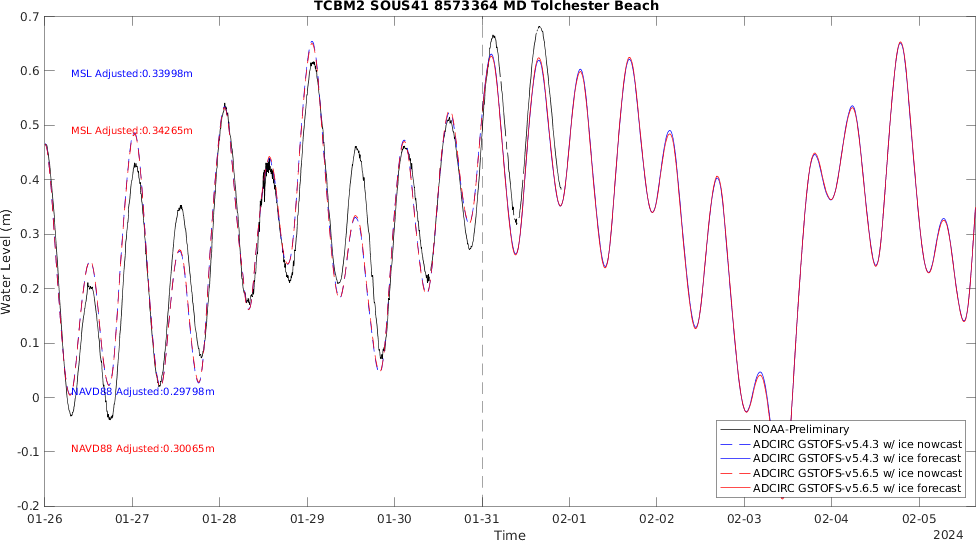 TCBM2 SOUS41 8573364 MD Tolchester Beach
0.7
0.6
0.5
0.4
0.3
0.2
0.1
0
-0.1
-0.2
Water Level (m)
MSL Adjusted:0.33998m
MSL Adjusted:0.34265m
NAVD88 Adjusted:0.29798m
NAVD88 Adjusted:0.30065m
NOAA-Preliminary
ADCIRC GSTOFS-v5.4.3 w/ ice nowcast
ADCIRC GSTOFS-v5.4.3 w/ ice forecast
ADCIRC GSTOFS-v5.6.5 w/ ice nowcast
ADCIRC GSTOFS-v5.6.5 w/ ice forecast
01-26 01-27 01-28 01-29 01-30 01-31 02-01 02-02 02-03 02-04 02-05
Time
2024